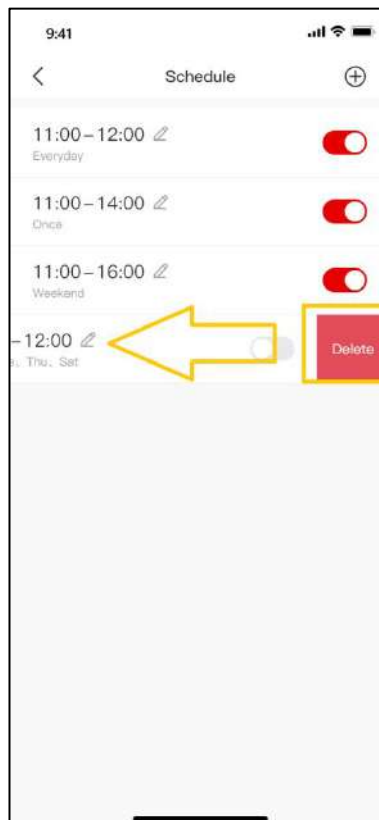 9:41
Schedule
11:00–12:00
Everyday
11:00–14:00
Once
11:00–16:00
Weekend
–12:00
Delete
Thu、Sat